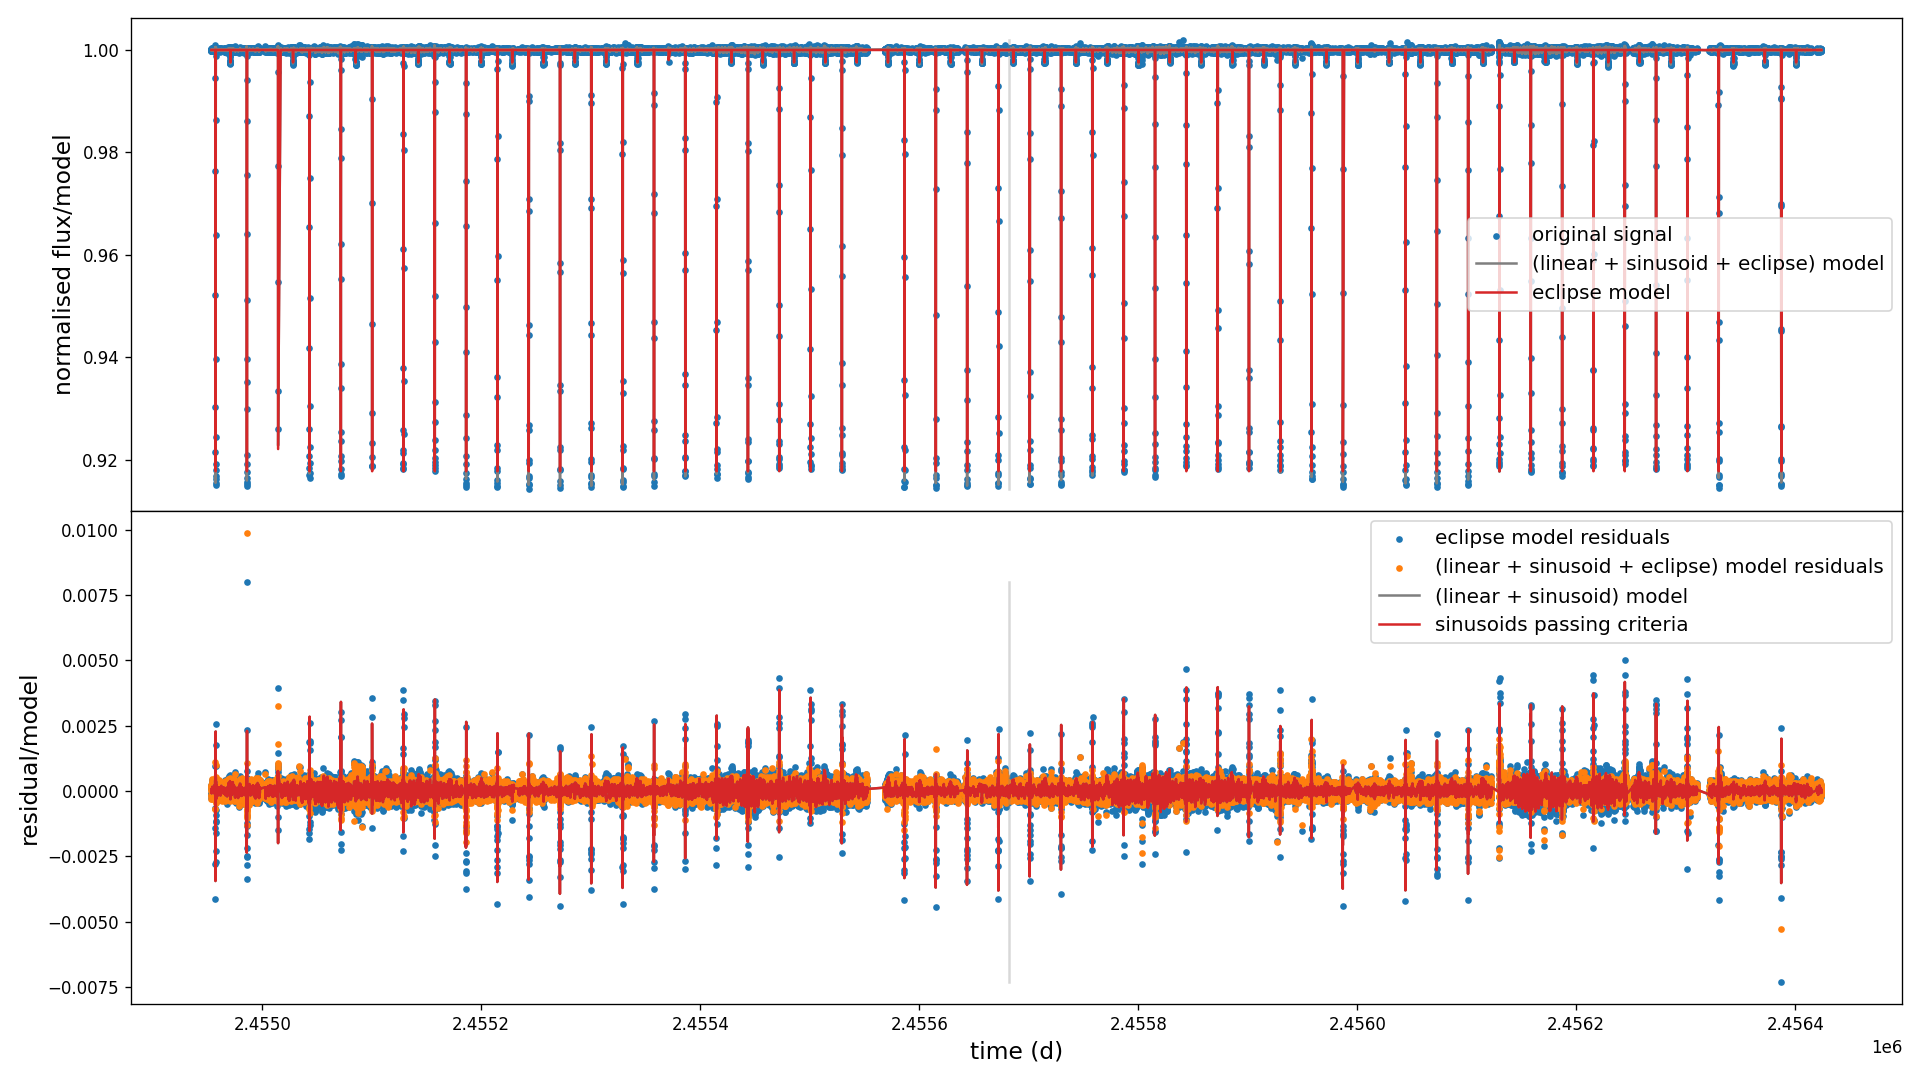 normalised flux/model
1.00
0.98
0.96
0.94
0.92
original signal
(linear + sinusoid + eclipse) model
eclipse model
residual/model
0.0100
0.0075
0.0050
0.0025
0.0000
−0.0025
−0.0050
−0.0075
eclipse model residuals
(linear + sinusoid + eclipse) model residuals
(linear + sinusoid) model
sinusoids passing criteria
2.4550 2.4552 2.4554 2.4556 2.4558 2.4560 2.4562 2.4564
1e6
time (d)